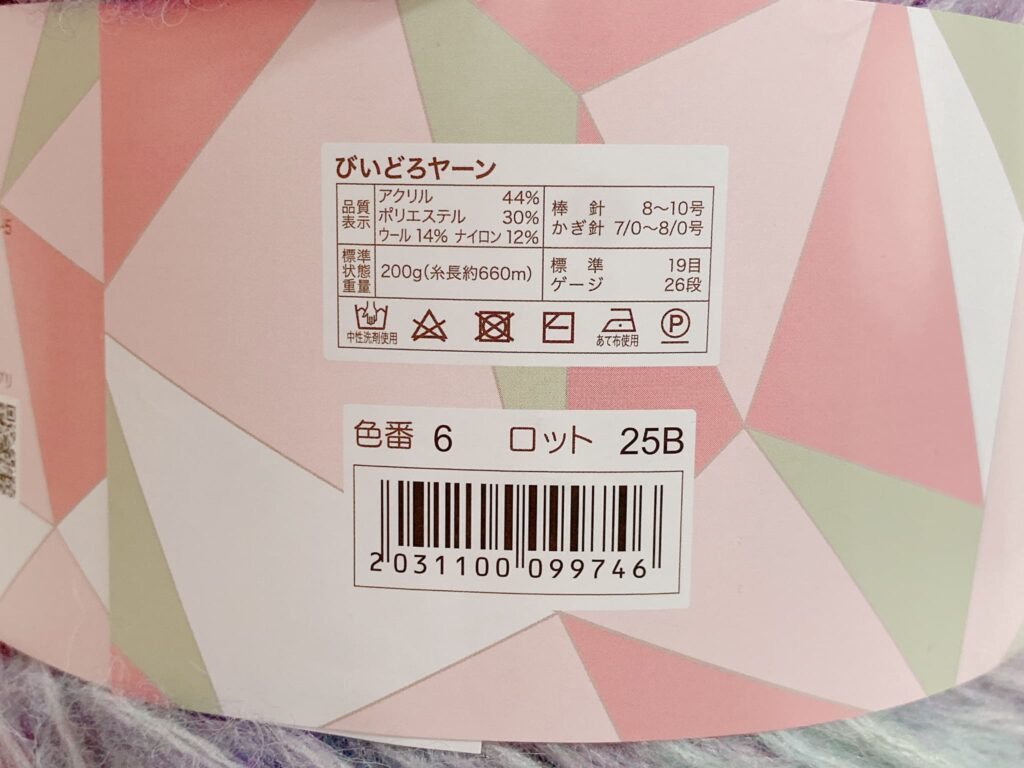 びいどろヤーン
品質表示
アクリル 44%
ポリエステル 30%
ウール 14% ナイロン 12%
棒針 8〜10号
かぎ針 7/0〜8/0号
標準状態重量
200g(糸長約660m)
標準ゲージ
19目
26段
中性洗剤使用
あて布使用
P
色番 6 ロット 25B
2 031100 099746